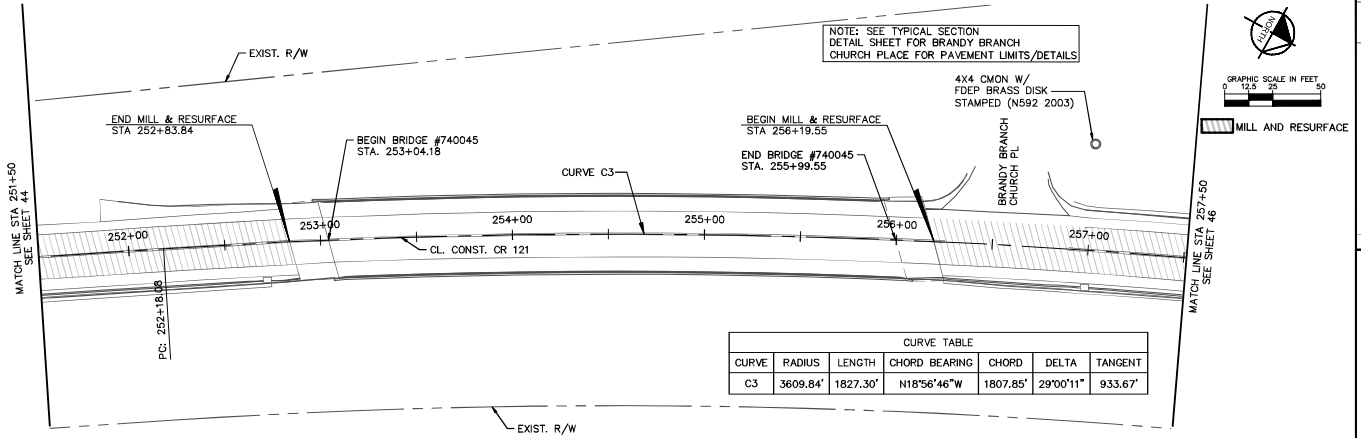 EXIST. R/W
NOTE: SEE TYPICAL SECTION
DETAIL SHEET FOR BRANDY BRANCH
CHURCH PLACE FOR PAVEMENT LIMITS/DETAILS
NORTH
GRAPHIC SCALE IN FEET
0 12.5 25 50
MILL AND RESURFACE
4X4 CMON W/
FDEP BRASS DISK
STAMPED (N592 2003)
END MILL & RESURFACE
STA 252+83.84
BEGIN BRIDGE #740045
STA. 253+04.18
CURVE C3
BEGIN MILL & RESURFACE
STA 256+19.55
END BRIDGE #740045
STA. 255+99.55
BRANDY BRANCH
CHURCH PL
MATCH LINE STA 251+50
SEE SHEET 44
252+00
253+00
254+00
255+00
256+00
257+00
CL. CONST. CR 121
PC: 252+18.08
MATCH LINE STA 257+50
SEE SHEET 46
CURVE TABLE
CURVE RADIUS LENGTH CHORD BEARING CHORD DELTA TANGENT
C3 3609.84' 1827.30' N18°56'46"W 1807.85' 29°00'11" 933.67'
EXIST. R/W